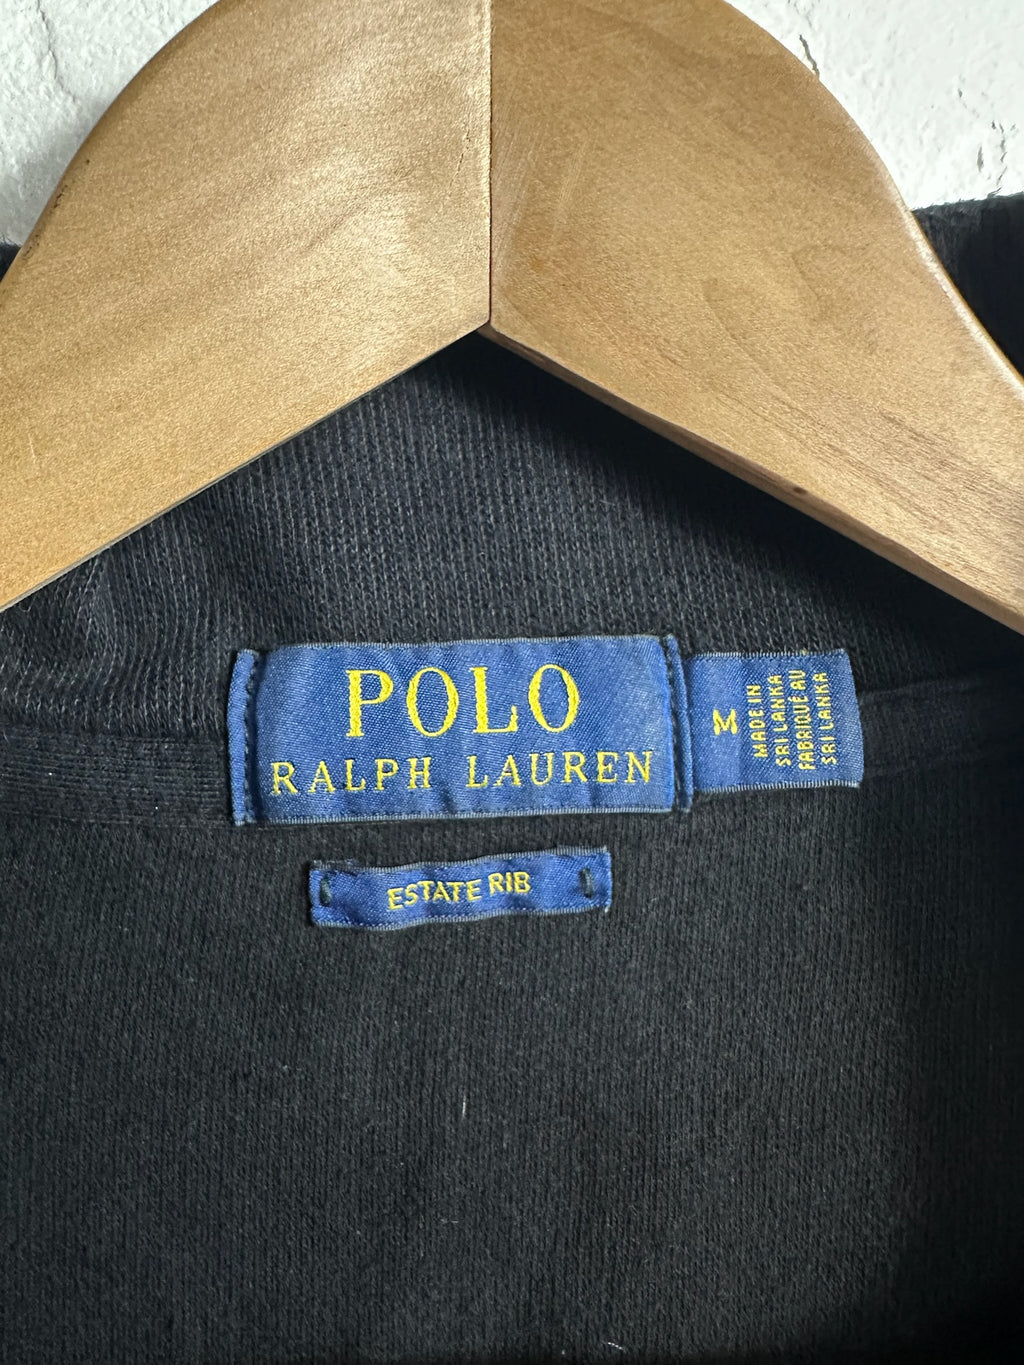 POLO
RALPH LAUREN
M
MADE IN
SRI LANKA
FABRIQUÉ AU
SRI LANKA
ESTATE RIB